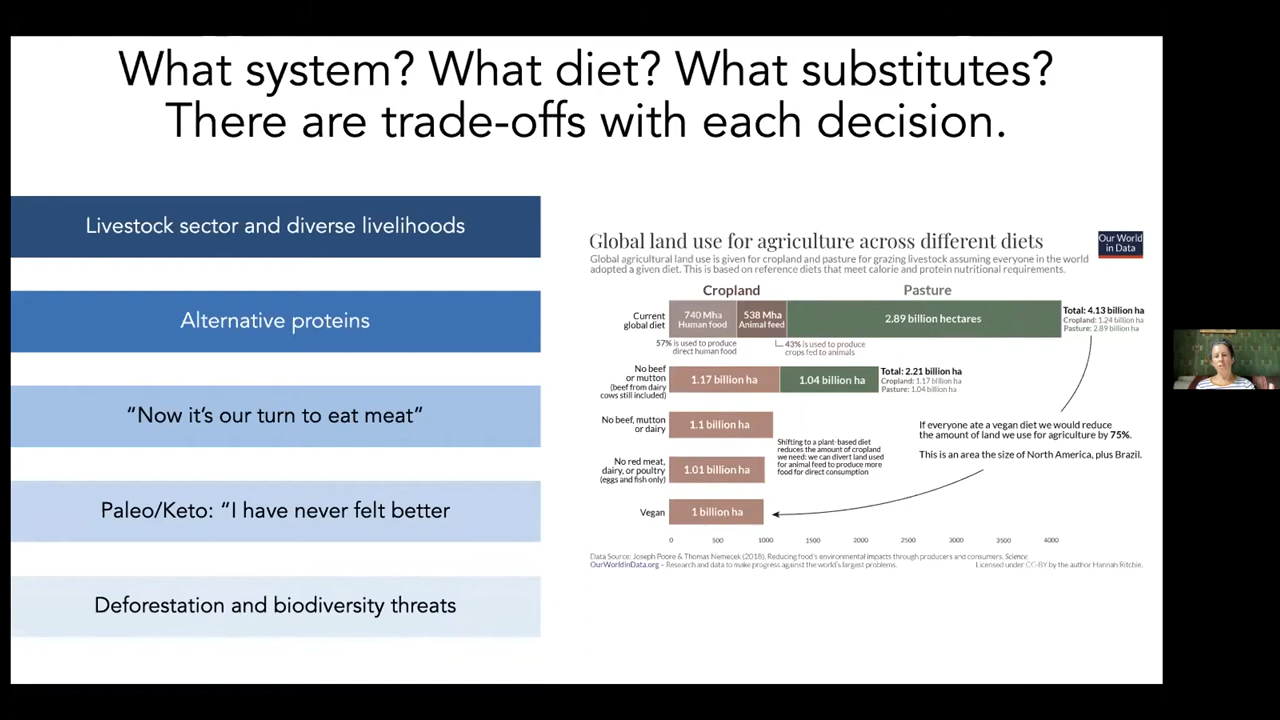 What system? What diet? What substitutes?
There are trade-offs with each decision.
Livestock sector and diverse livelihoods
Alternative proteins
“Now it’s our turn to eat meat”
Paleo/Keto: “I have never felt better
Deforestation and biodiversity threats
Global land use for agriculture across different diets
Our World
in Data
Global agricultural land use is given for cropland and pasture for grazing livestock assuming everyone in the world
adopted a given diet. This is based on reference diets that meet calorie and protein nutritional requirements.
Cropland
Pasture
Current
global diet
740 Mha
Human food
538 Mha
Animal feed
2.89 billion hectares
Total: 4.13 billion ha
Cropland: 1.24 billion ha
Pasture: 2.89 billion ha
57% is used to produce
direct human food
43% is used to produce
crops fed to animals
No beef
or mutton
(beef from dairy
cows still included)
1.17 billion ha
1.04 billion ha
Total: 2.21 billion ha
Cropland: 1.17 billion ha
Pasture: 1.04 billion ha
No beef, mutton
or dairy
1.1 billion ha
Shifting to a plant-based diet
reduces the amount of cropland
we need: we can divert land used
for animal feed to produce more
food for direct consumption
If everyone ate a vegan diet we would reduce
the amount of land we use for agriculture by 75%.
This is an area the size of North America, plus Brazil.
No red meat,
dairy, or poultry
(eggs and fish only)
1.01 billion ha
Vegan
1 billion ha
0 500 1000 1500 2000 2500 3000 3500 4000
Data Source: Joseph Poore & Thomas Nemecek (2018). Reducing food's environmental impacts through producers and consumers. Science
OurWorldinData.org – Research and data to make progress against the world's largest problems.
Licensed under CC-BY by the author Hannah Ritchie.